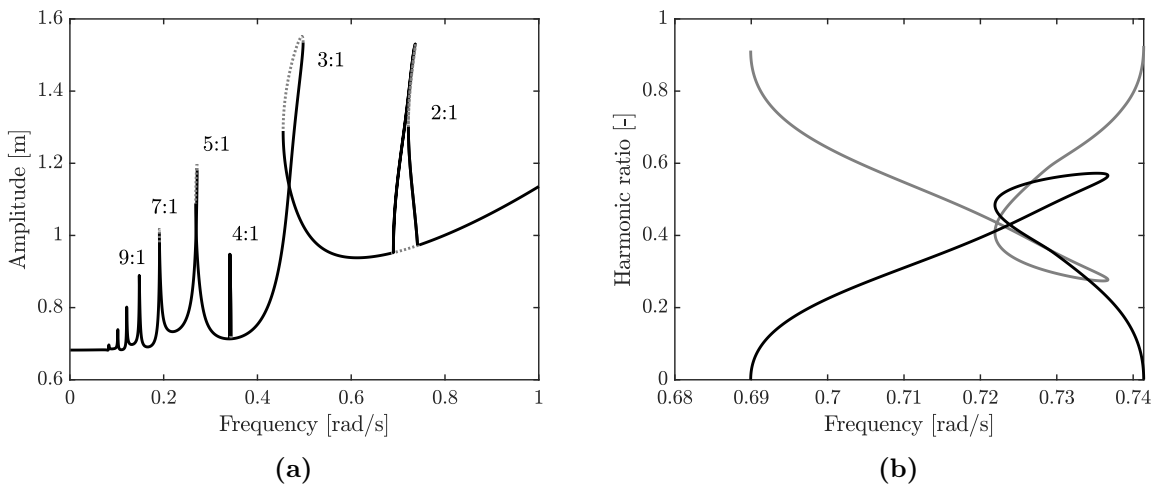 1.6
1.4
1.2
1
0.8
0.6
Amplitude [m]
3:1
2:1
5:1
7:1
4:1
9:1
0 0.2 0.4 0.6 0.8 1
Frequency [rad/s]
(a)
1
0.8
0.6
0.4
0.2
0
Harmonic ratio [-]
0.68 0.69 0.7 0.71 0.72 0.73 0.74
Frequency [rad/s]
(b)